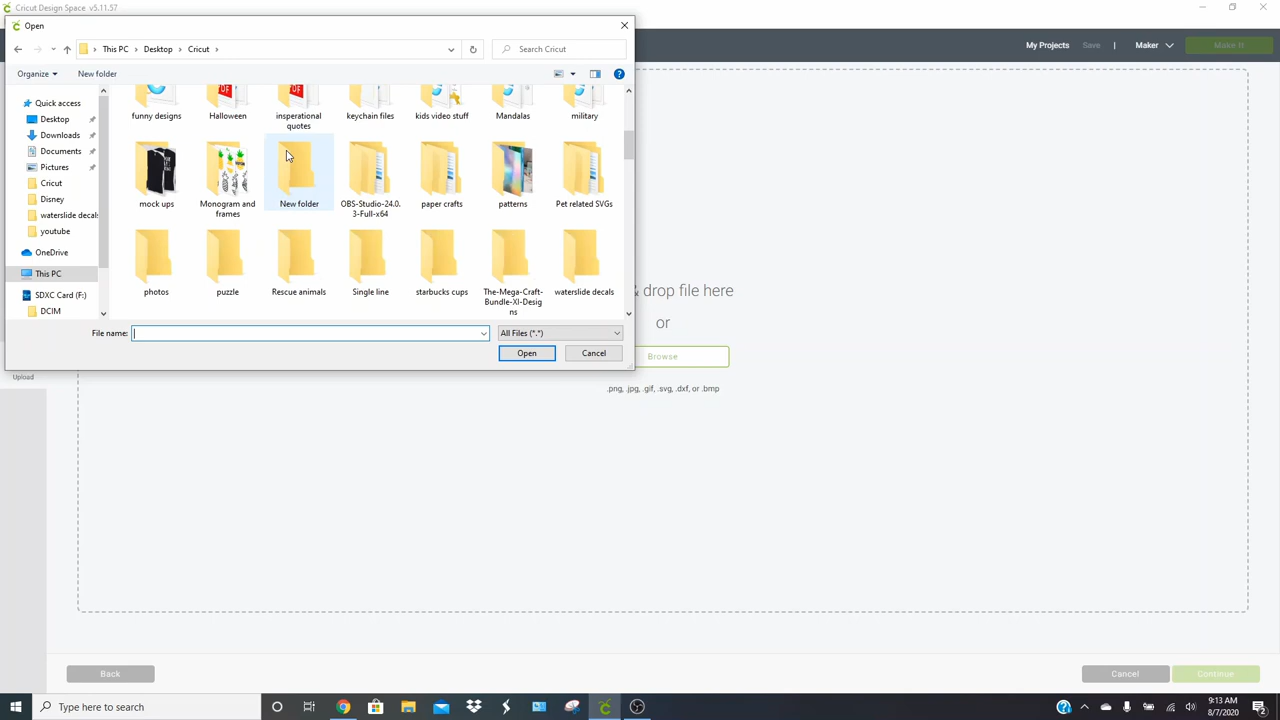 Cricut Design Space v5.11.57
Open
This PC > Desktop > Cricut >
Search Cricut
My Projects Save | Maker Make It
Organize New folder
Quick access
Desktop
Downloads
Documents
Pictures
Cricut
Disney
waterslide decals
youtube
OneDrive
This PC
SDXC Card (F:)
DCIM
funny designs
Halloween
insperational quotes
keychain files
kids video stuff
Mandalas
military
mock ups
Monogram and frames
New folder
OBS-Studio-24.0.3-Full-x64
paper crafts
patterns
Pet related SVGs
photos
puzzle
Rescue animals
Single line
starbucks cups
The-Mega-Craft-Bundle-XI-Designs
waterslide decals
File name:
All Files (*.*)
Open Cancel
& drop file here
or
Browse
.png, .jpg, .gif, .svg, .dxf, or .bmp
Upload
Back
Cancel Continue
Type here to search
9:13 AM
8/7/2020
2